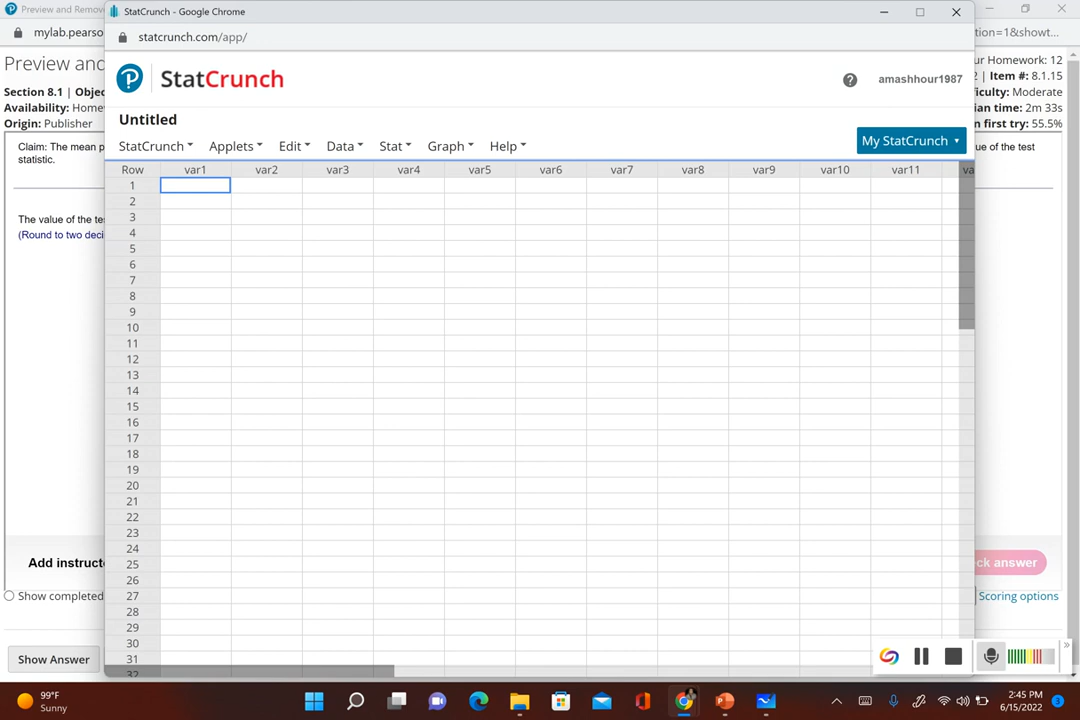 Preview and Remov
StatCrunch - Google Chrome
mylab.pearso
statcrunch.com/app/
tion=1&showt...
Preview and
StatCrunch
amashhour1987
ur Homework: 12
Section 8.1 | Objec
2 | Item #: 8.1.15
Availability: Home
ficulty: Moderate
Origin: Publisher
ian time: 2m 33s
n first try: 55.5%
Untitled
Claim: The mean p
ue of the test
statistic.
StatCrunch Applets Edit Data Stat Graph Help
My StatCrunch
Row var1 var2 var3 var4 var5 var6 var7 var8 var9 var10 var11 va
1
2
3
The value of the te
4
(Round to two deci
5
6
7
8
9
10
11
12
13
14
15
16
17
18
19
20
21
22
23
24
25
26
27
28
29
30
31
32
Add instructo
ck answer
Show completed
Scoring options
Show Answer
99°F
Sunny
2:45 PM
6/15/2022
3